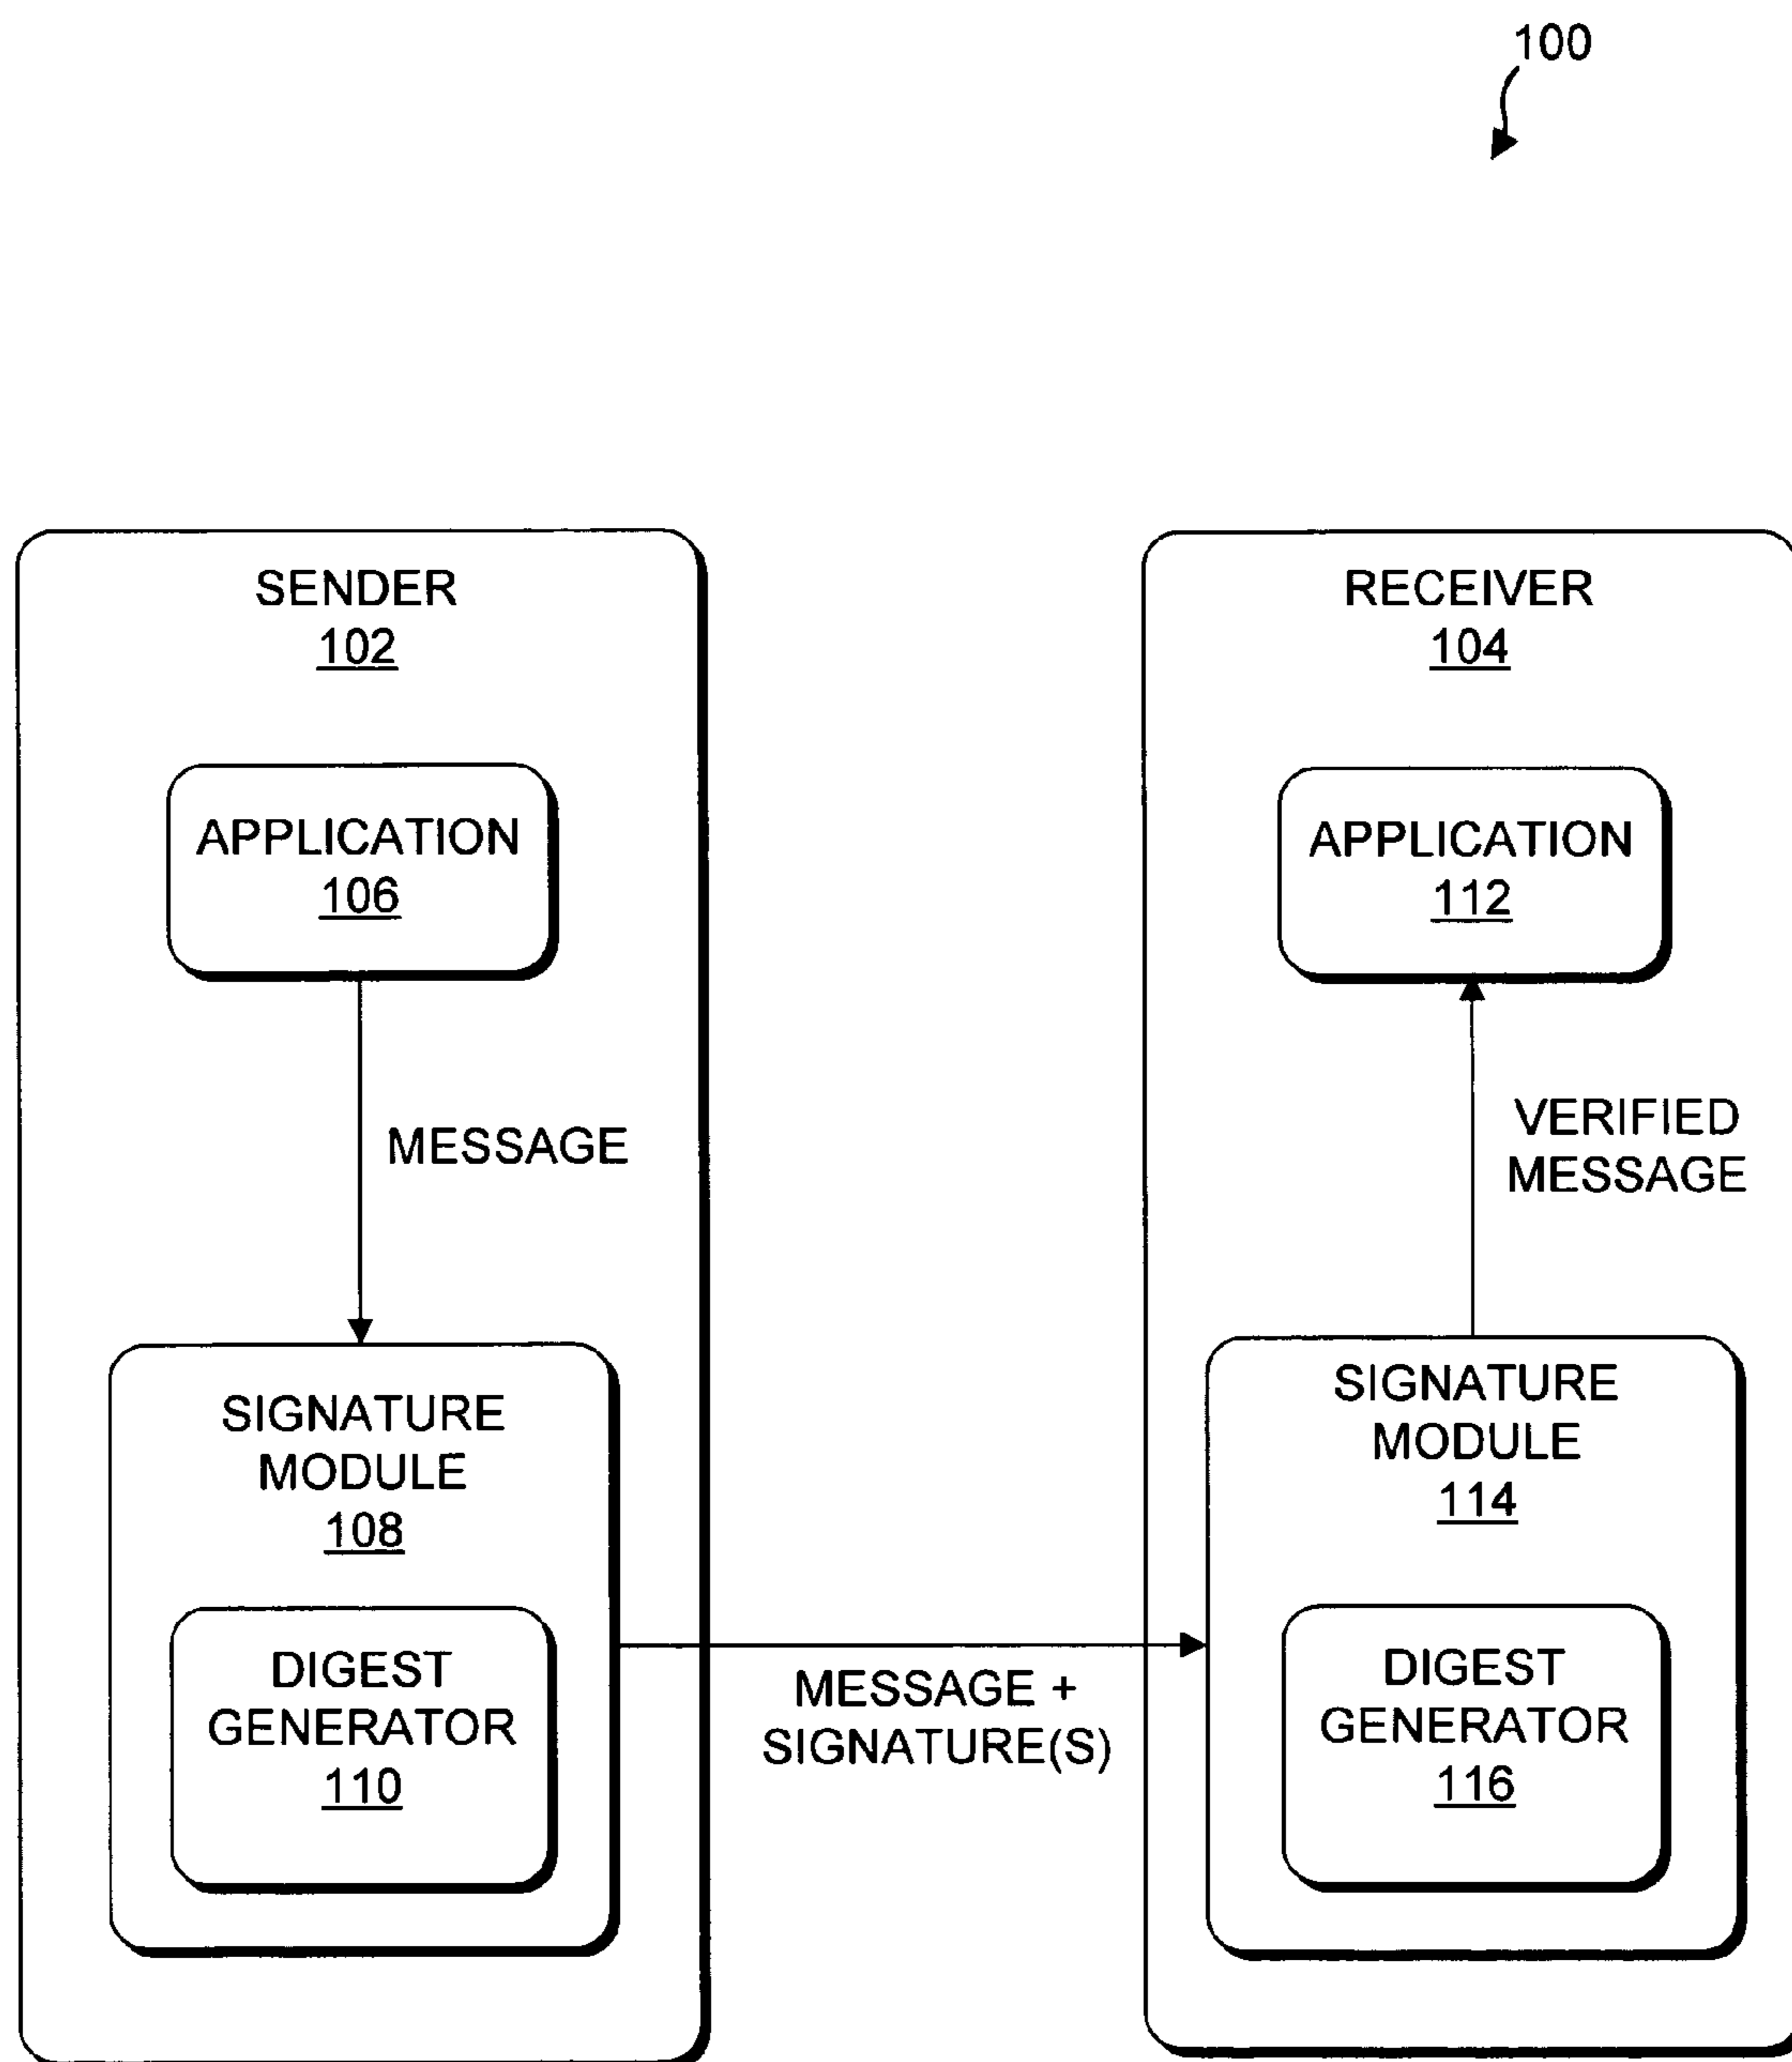 100
SENDER
102
APPLICATION
106
MESSAGE
SIGNATURE
MODULE
108
DIGEST
GENERATOR
110
MESSAGE +
SIGNATURE(S)
RECEIVER
104
APPLICATION
112
VERIFIED
MESSAGE
SIGNATURE
MODULE
114
DIGEST
GENERATOR
116